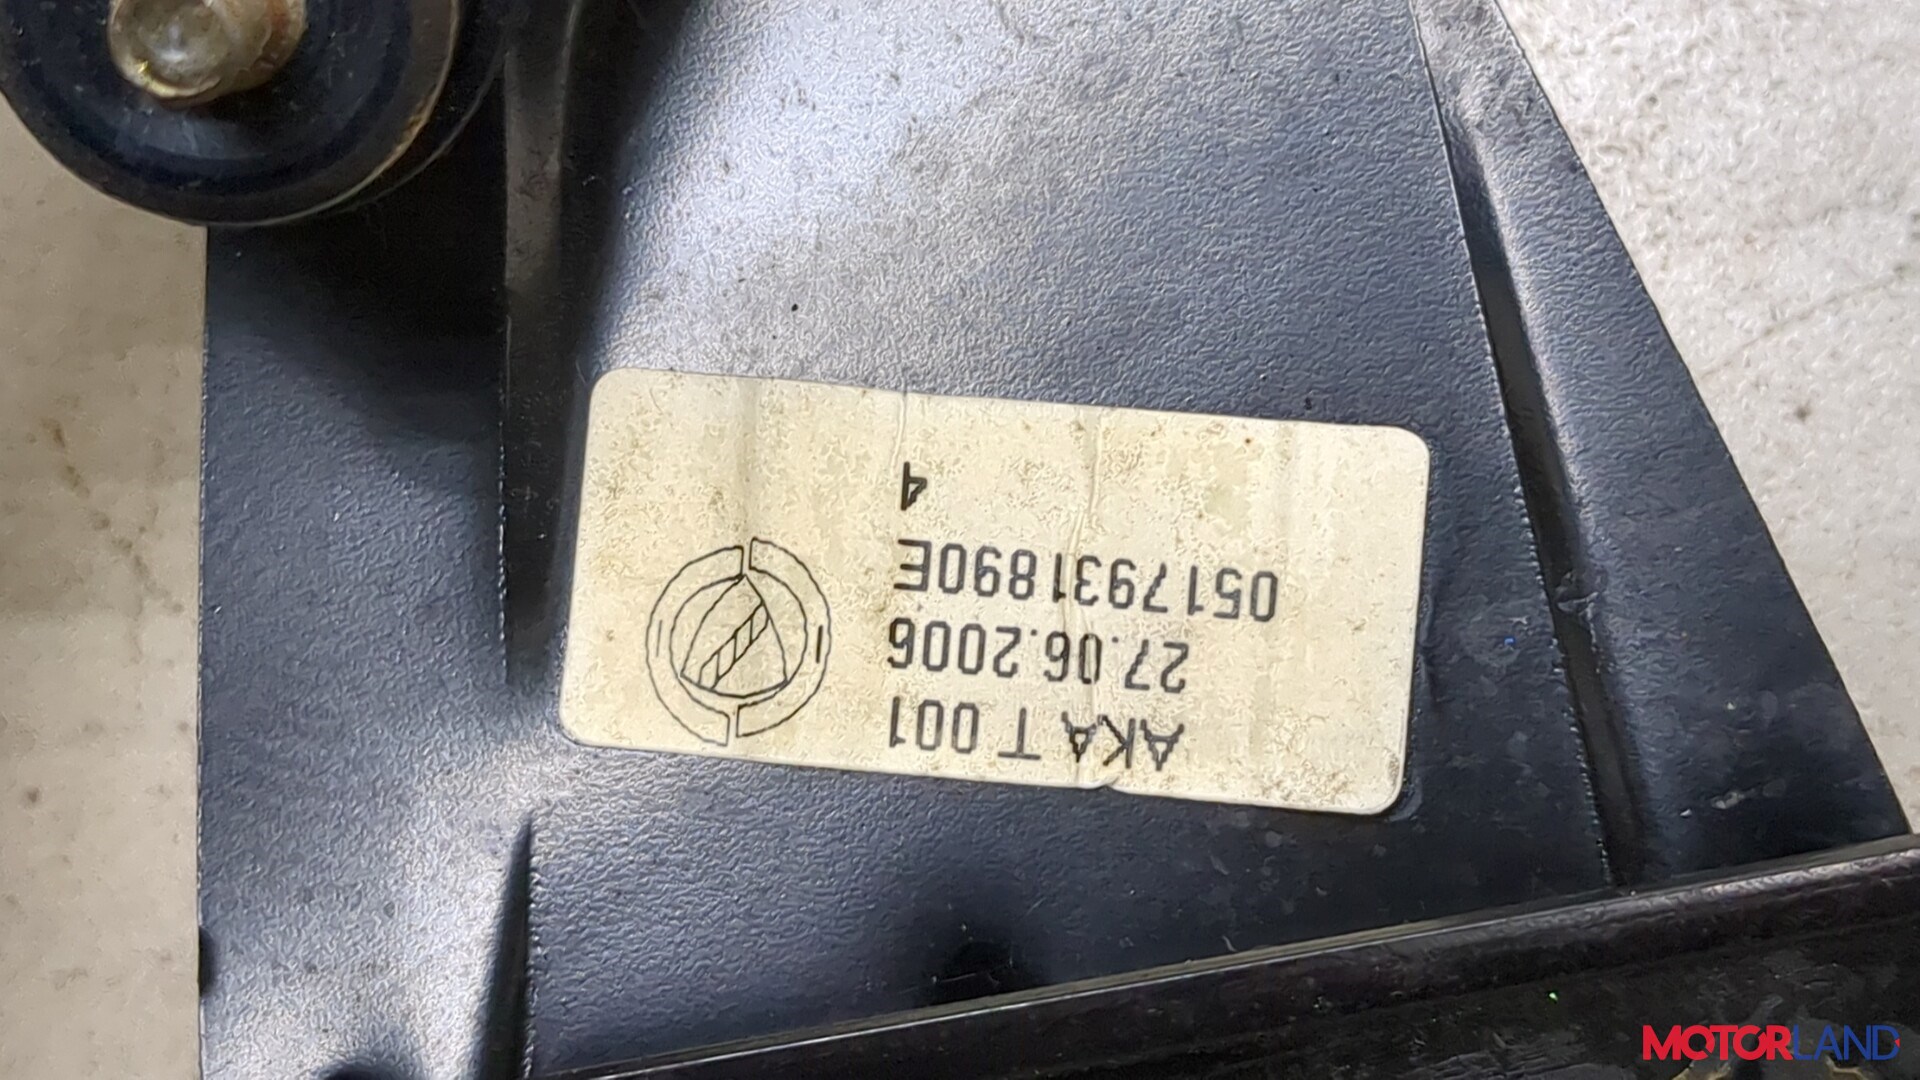 AKA T 001
27.06.2006
0517931890E
4
MOTORLAND